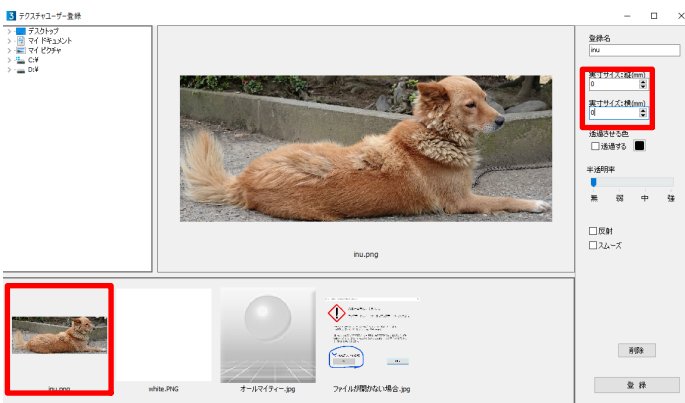 テクスチャユーザー登録
デスクトップ
マイ ドキュメント
マイ ピクチャ
C:¥
D:¥
inu.png
登録名
inu
実寸サイズ:縦(mm)
0
実寸サイズ:横(mm)
0
透過させる色
透過する
半透明率
無 弱 中 強
反射
スムーズ
削除
登 録
inu.png
white.PNG
オールマイティー.jpg
ファイルが開かない場合.jpg